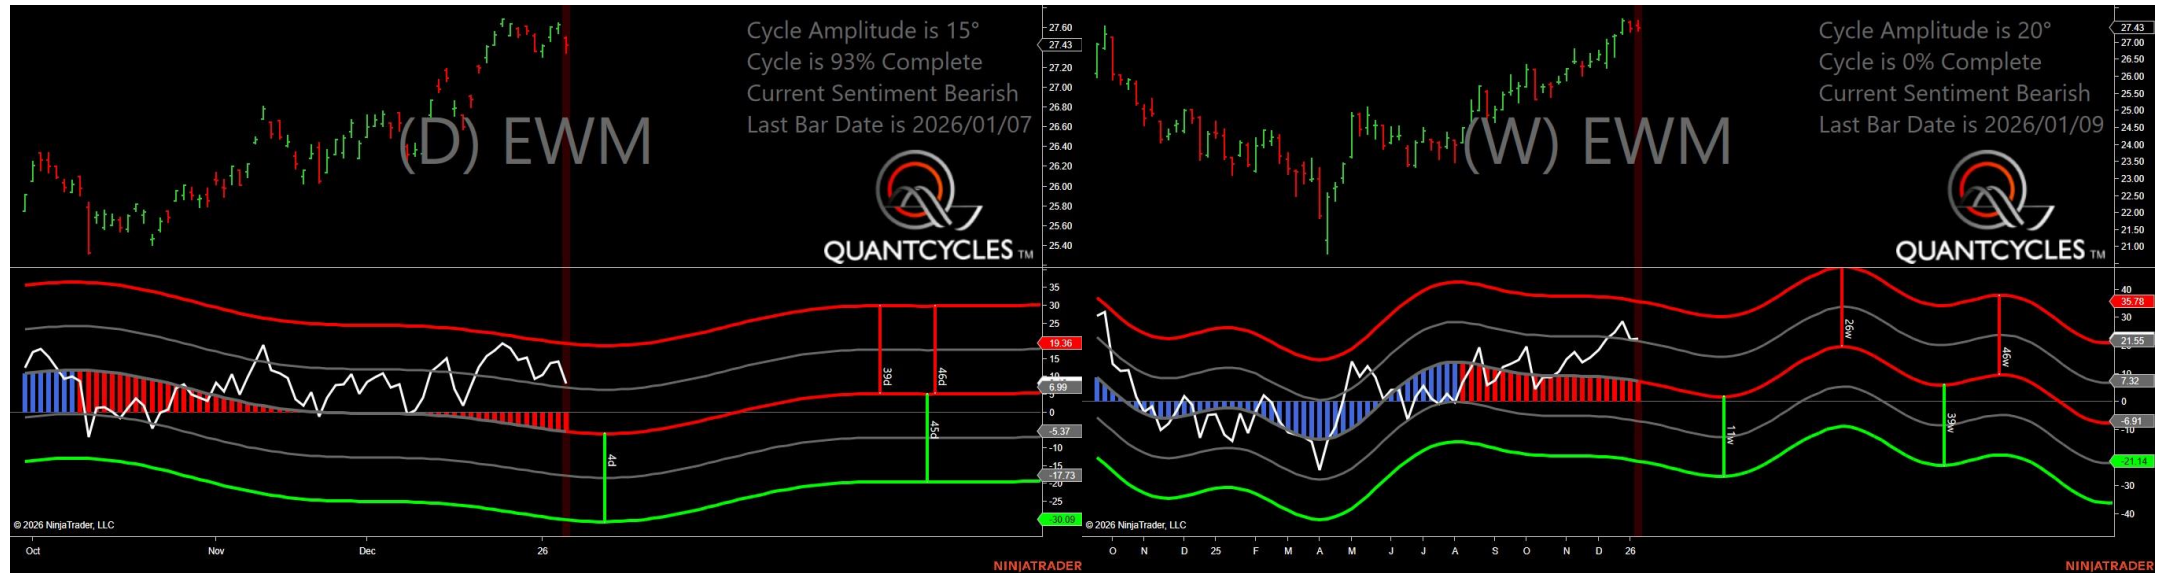 Cycle Amplitude is 15°
Cycle is 93% Complete
Current Sentiment Bearish
Last Bar Date is 2026/01/07
(D) EWM
QUANTCYCLES TM
27.60
27.43
27.20
27.00
26.80
26.60
26.40
26.20
26.00
25.80
25.60
25.40
35
30
25
19.36
15
10
6.99
5
0
-5.37
-10
-15
-17.73
-20
-25
-30.09
4d
39d
46d
45d
© 2026 NinjaTrader, LLC
Oct
Nov
Dec
26
NINJATRADER
Cycle Amplitude is 20°
Cycle is 0% Complete
Current Sentiment Bearish
Last Bar Date is 2026/01/09
(W) EWM
QUANTCYCLES TM
27.43
27.00
26.50
26.00
25.50
25.00
24.50
24.00
23.50
23.00
22.50
22.00
21.50
21.00
40
35.78
30
21.55
10
7.32
0
-6.91
-10
-21.14
-30
-40
11w
26w
39w
46w
© 2026 NinjaTrader, LLC
O
N
D
25
F
M
A
M
J
J
A
S
O
N
D
26
NINJATRADER